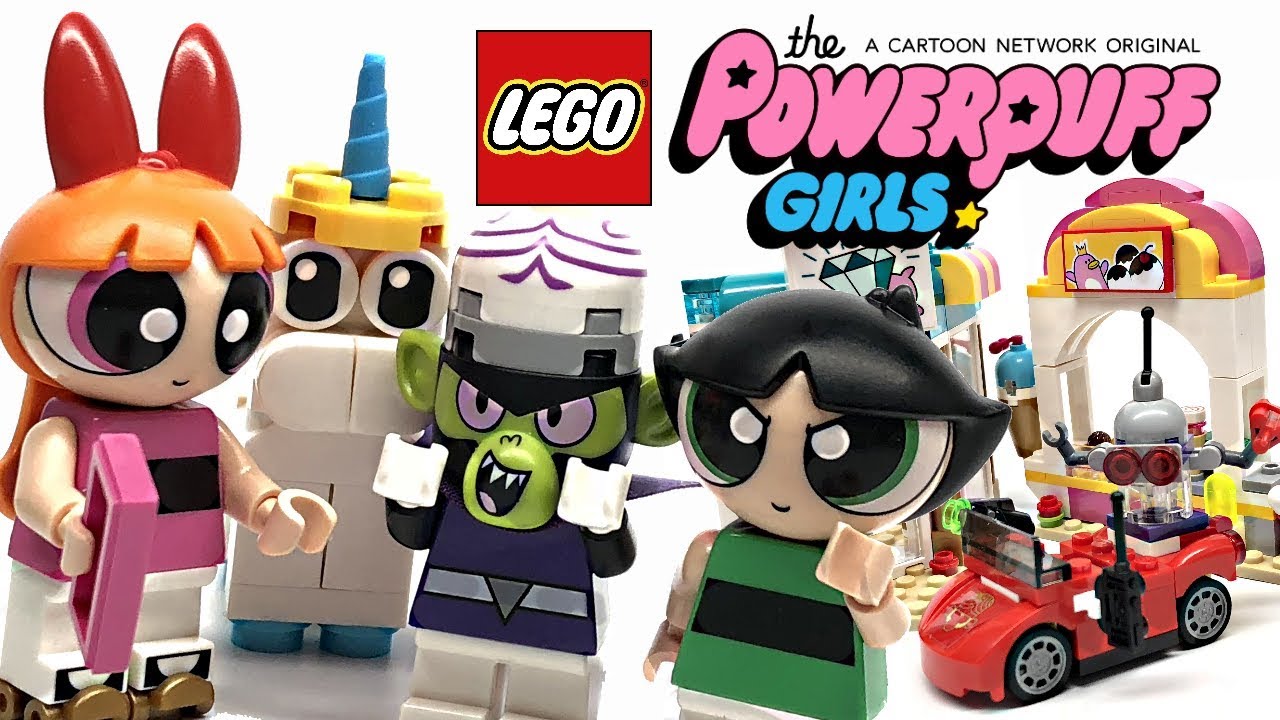 LEGO
the
A CARTOON NETWORK ORIGINAL
POWERPUFF
GIRLS